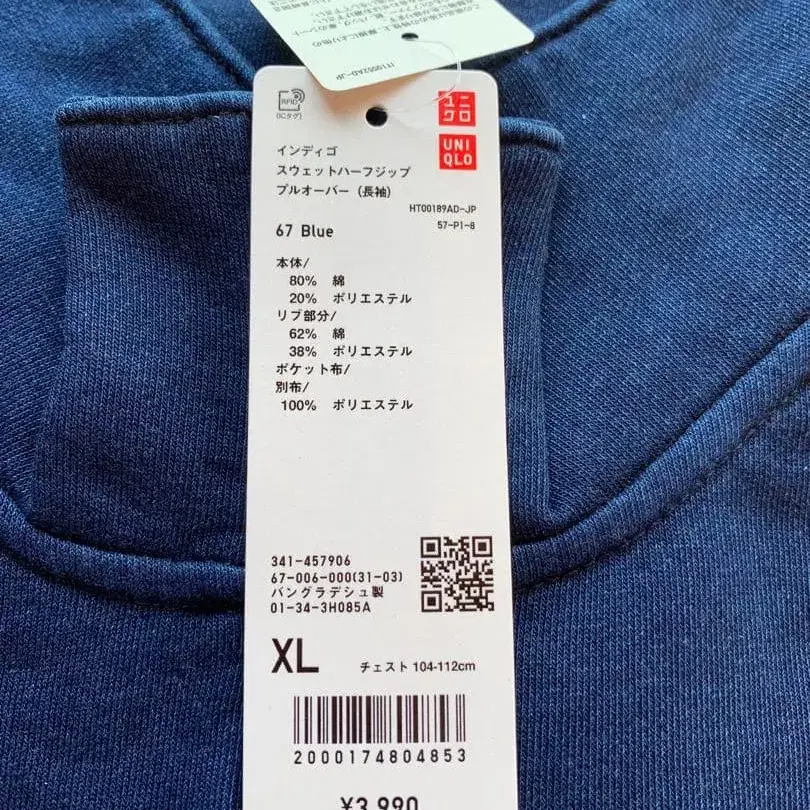 IT10052AD-JP
RFID
(ICタグ)
ユニ
クロ
UNI
QLO
インディゴ
スウェットハーフジップ
プルオーバー(長袖)
HT00189AD-JP
57-P1-8
67 Blue
本体/
80% 綿
20% ポリエステル
リブ部分/
62% 綿
38% ポリエステル
ポケット布/
別布/
100% ポリエステル
341-457906
67-006-000(31-03)
バングラデシュ製
01-34-3H085A
XL チェスト 104-112cm
2000174804853
¥3,990